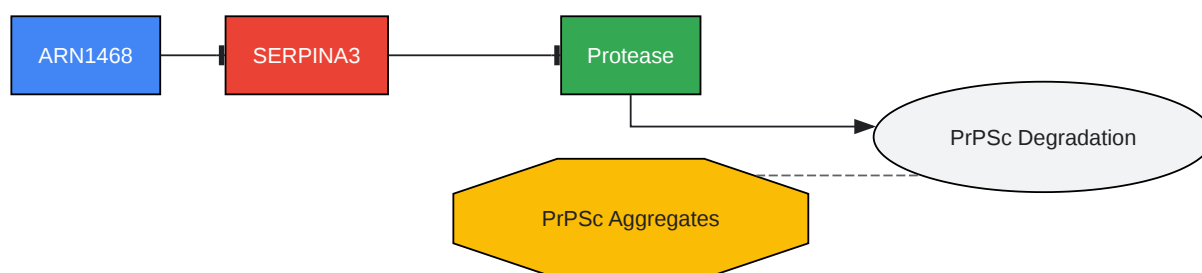 ARN1468
SERPINA3
Protease
PrPSc Degradation
PrPSc Aggregates